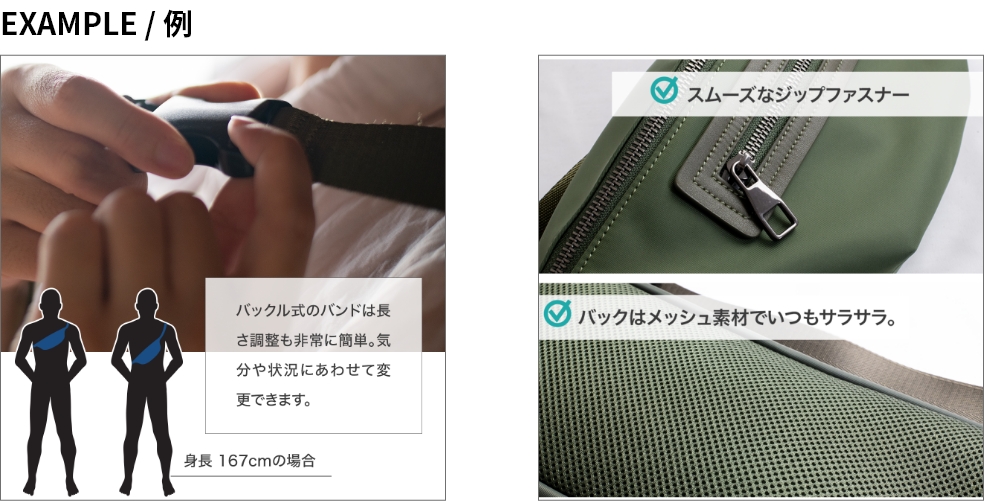 EXAMPLE / 例
バックル式のバンドは長
さ調整も非常に簡単。気
分や状況にあわせて変
更できます。
身長 167cmの場合
スムーズなジップファスナー
バックはメッシュ素材でいつもサラサラ。